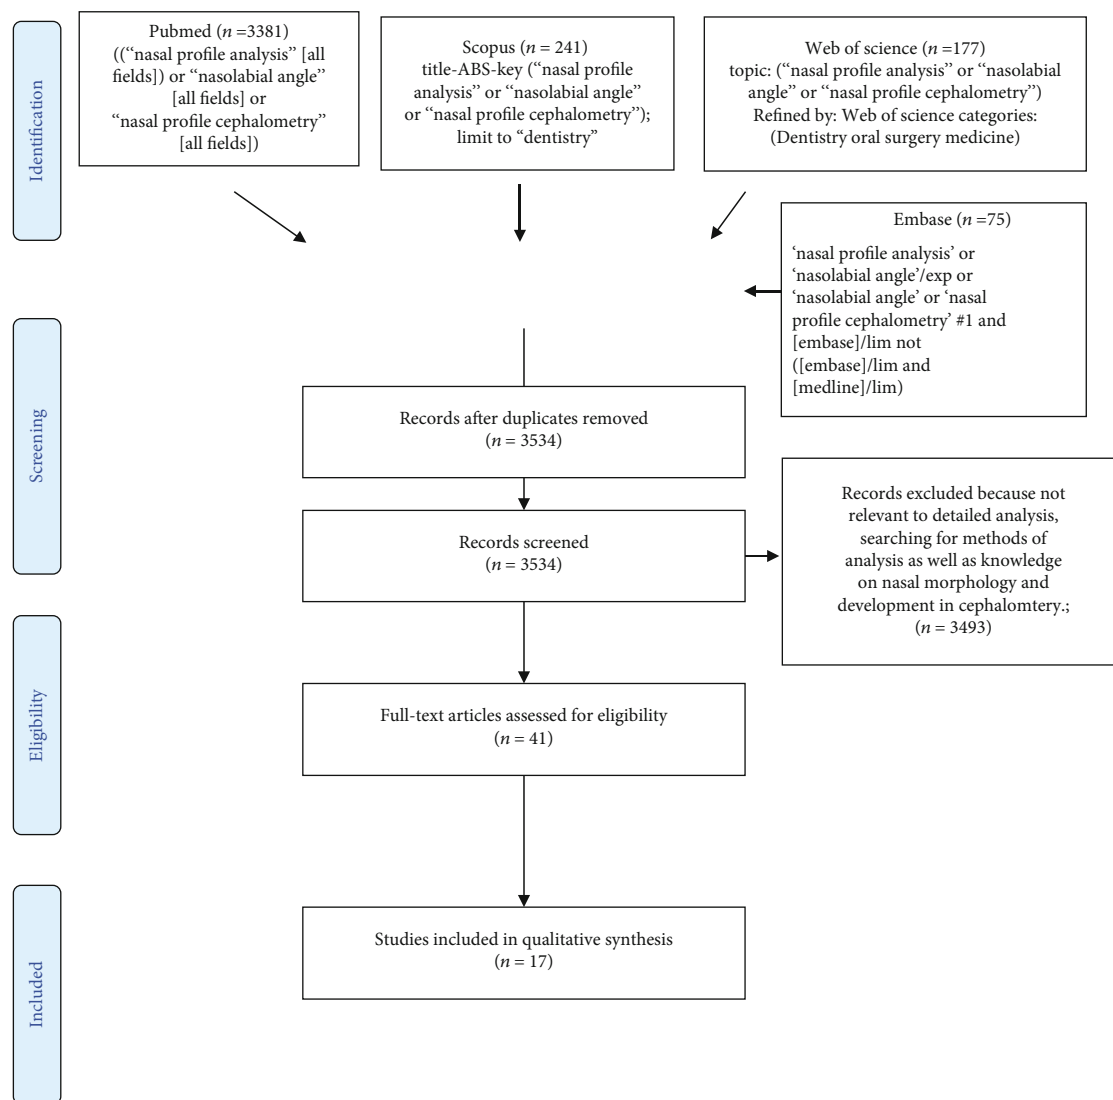 Identification
Pubmed (n =3381)
((‘‘nasal profile analysis’’ [all
fields]) or ‘‘nasolabial angle’’
[all fields] or
‘‘nasal profile cephalometry’’
[all fields])
Scopus (n = 241)
title-ABS-key (‘‘nasal profile
analysis’’ or ‘‘nasolabial angle’’
or ‘‘nasal profile cephalometry’’);
limit to “dentistry”
Web of science (n =177)
topic: (‘‘nasal profile analysis’’ or ‘‘nasolabial
angle’’ or ‘‘nasal profile cephalometry’’)
Refined by: Web of science categories:
(Dentistry oral surgery medicine)
Embase (n =75)
‘nasal profile analysis’ or
‘nasolabial angle’/exp or
‘nasolabial angle’ or ‘nasal
profile cephalometry’ #1 and
[embase]/lim not
([embase]/lim and
[medline]/lim)
Screening
Records after duplicates removed
(n = 3534)
Records screened
(n = 3534)
Records excluded because not
relevant to detailed analysis,
searching for methods of
analysis as well as knowledge
on nasal morphology and
development in cephalomtery.;
(n = 3493)
Eligibility
Full-text articles assessed for eligibility
(n = 41)
Included
Studies included in qualitative synthesis
(n = 17)